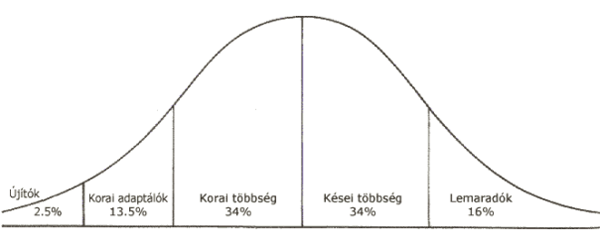 Újítók
2.5%
Korai adaptálók
13.5%
Korai többség
34%
Kései többség
34%
Lemaradók
16%